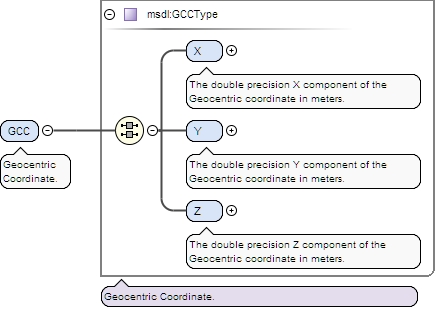 msdl:GCCType
X
The double precision X component of the
Geocentric coordinate in meters.
GCC
Geocentric
Coordinate.
Y
The double precision Y component of the
Geocentric coordinate in meters.
Z
The double precision Z component of the
Geocentric coordinate in meters.
Geocentric Coordinate.